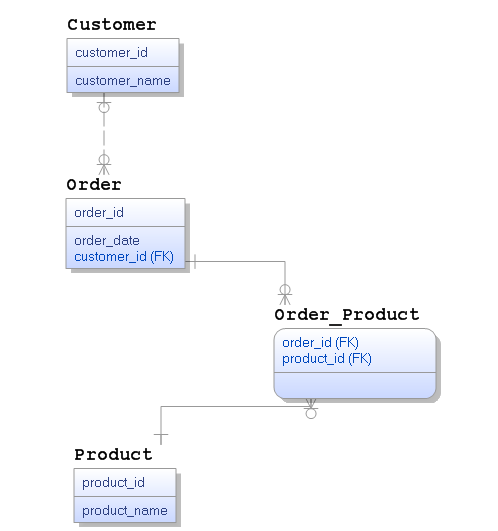 Customer
customer_id
customer_name
Order
order_id
order_date
customer_id (FK)
Order_Product
order_id (FK)
product_id (FK)
Product
product_id
product_name